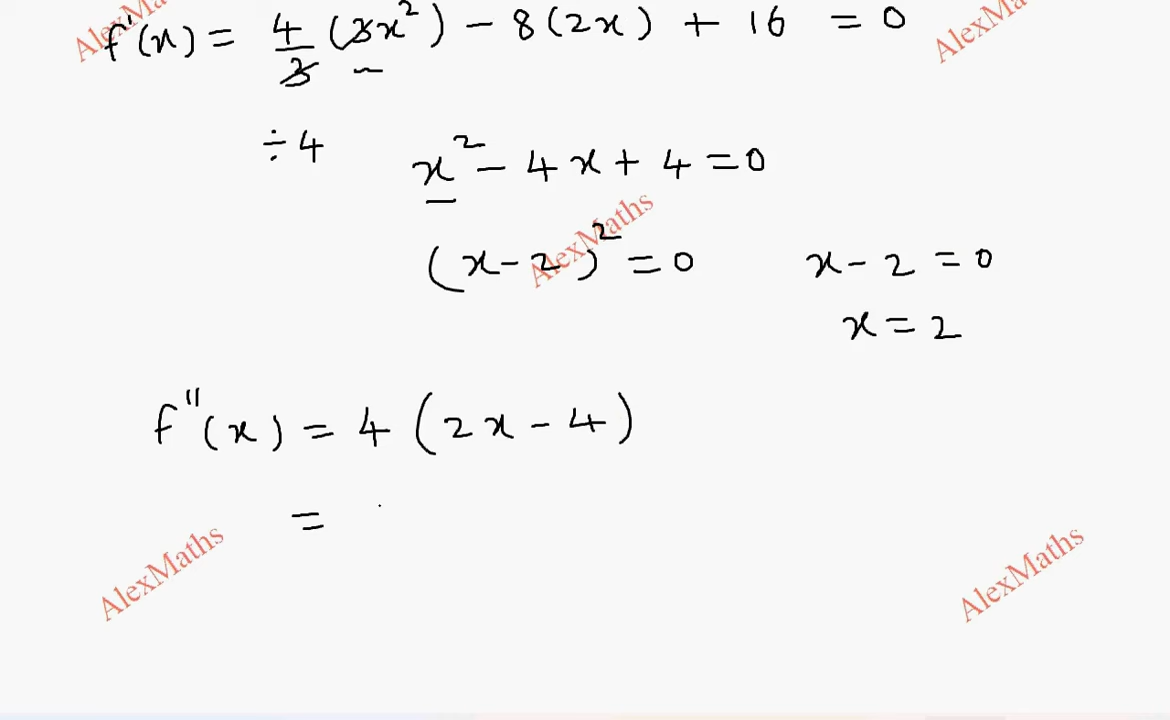 f'(x) = 4/3 (3x²) - 8(2x) + 16 = 0
÷4 x² - 4x + 4 = 0
(x-2)² = 0 x - 2 = 0
x = 2
f''(x) = 4 (2x - 4)
=
AlexMaths
AlexMaths
AlexMaths
AlexMaths
AlexMaths